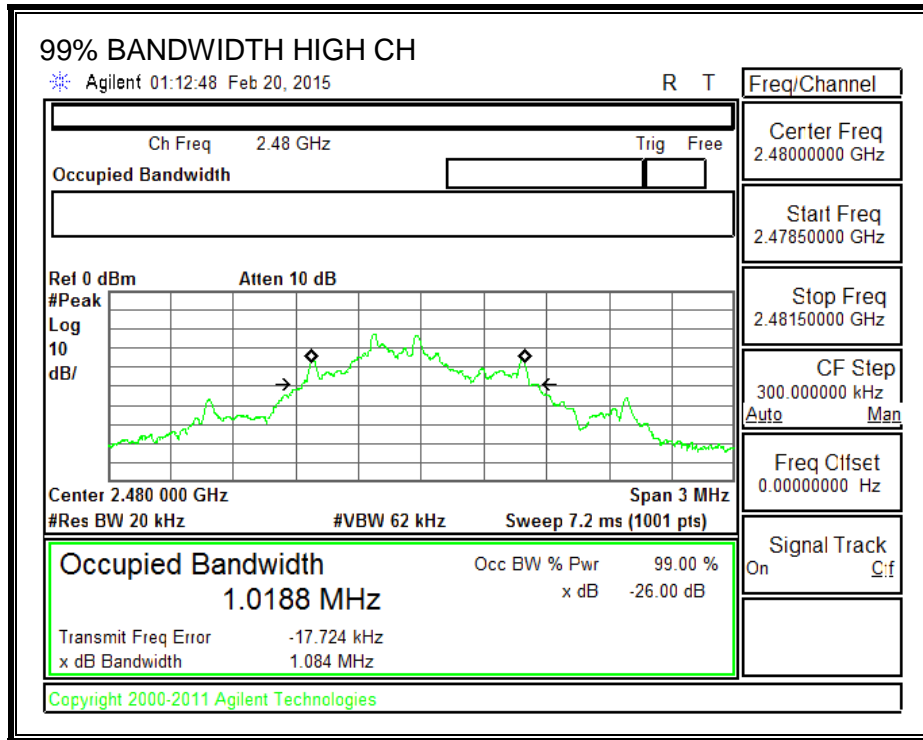 99% BANDWIDTH HIGH CH
Agilent 01:12:48 Feb 20, 2015 R T
Freq/Channel
Ch Freq 2.48 GHz Trig Free
Occupied Bandwidth
Center Freq
2.48000000 GHz
Start Freq
2.47850000 GHz
Stop Freq
2.48150000 GHz
CF Step
300.000000 kHz
Auto Man
Freq Offset
0.00000000 Hz
Signal Track
On Off
Ref 0 dBm Atten 10 dB
#Peak
Log
10
dB/
Center 2.480 000 GHz Span 3 MHz
#Res BW 20 kHz #VBW 62 kHz Sweep 7.2 ms (1001 pts)
Occupied Bandwidth
1.0188 MHz
Occ BW % Pwr 99.00 %
x dB -26.00 dB
Transmit Freq Error -17.724 kHz
x dB Bandwidth 1.084 MHz
Copyright 2000-2011 Agilent Technologies